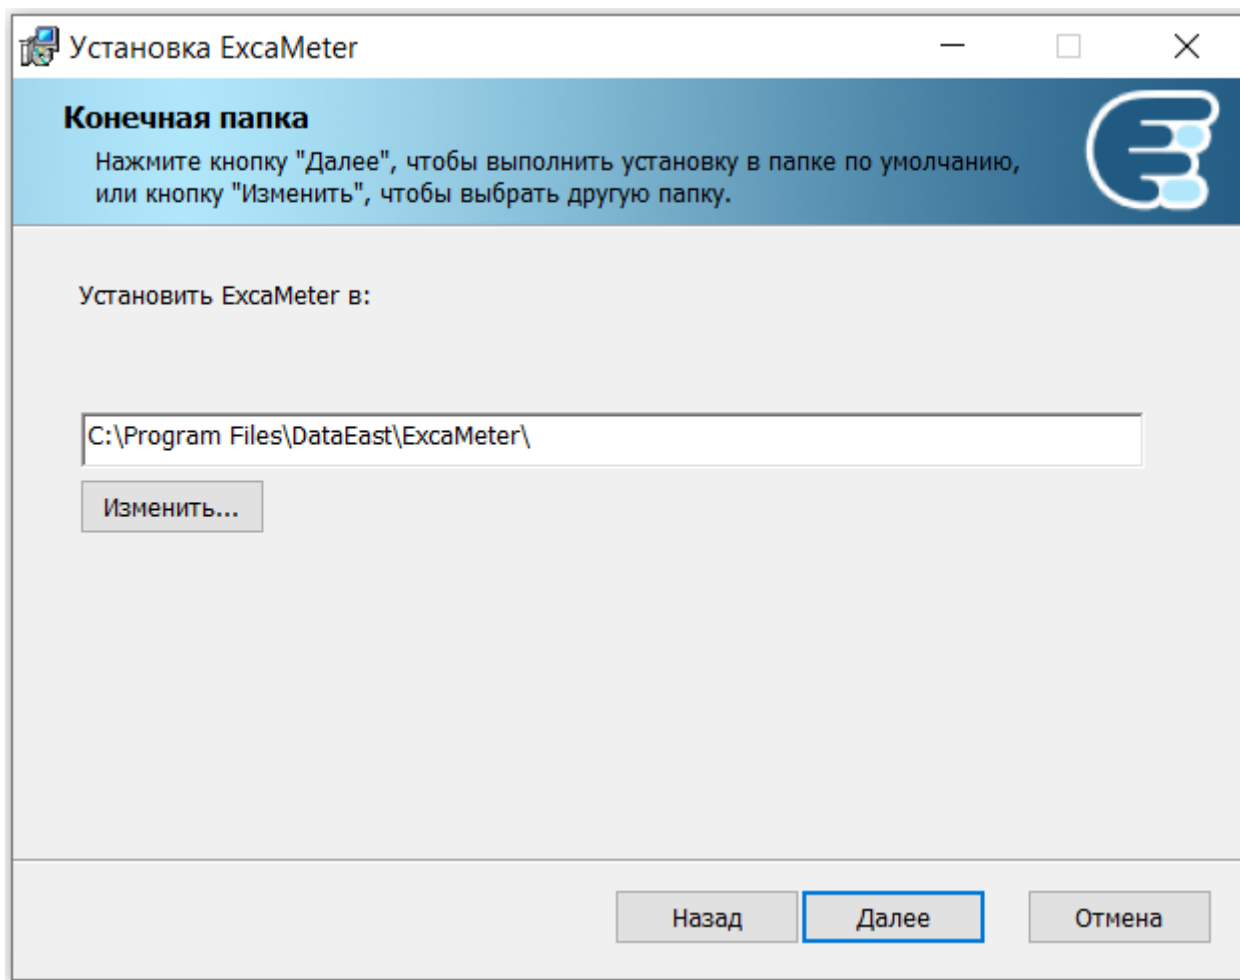 Установка ExcaMeter
Конечная папка
Нажмите кнопку "Далее", чтобы выполнить установку в папке по умолчанию,
или кнопку "Изменить", чтобы выбрать другую папку.
Установить ExcaMeter в:
C:\Program Files\DataEast\ExcaMeter\
Изменить...
Назад
Далее
Отмена